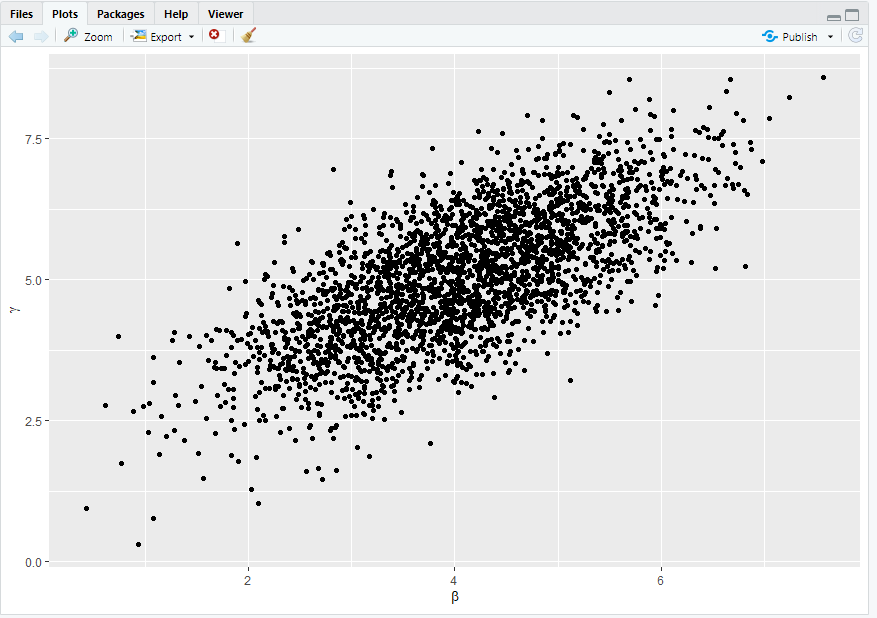 Files Plots Packages Help Viewer
Zoom Export Publish
7.5
5.0
2.5
0.0
γ
2 4 6
β